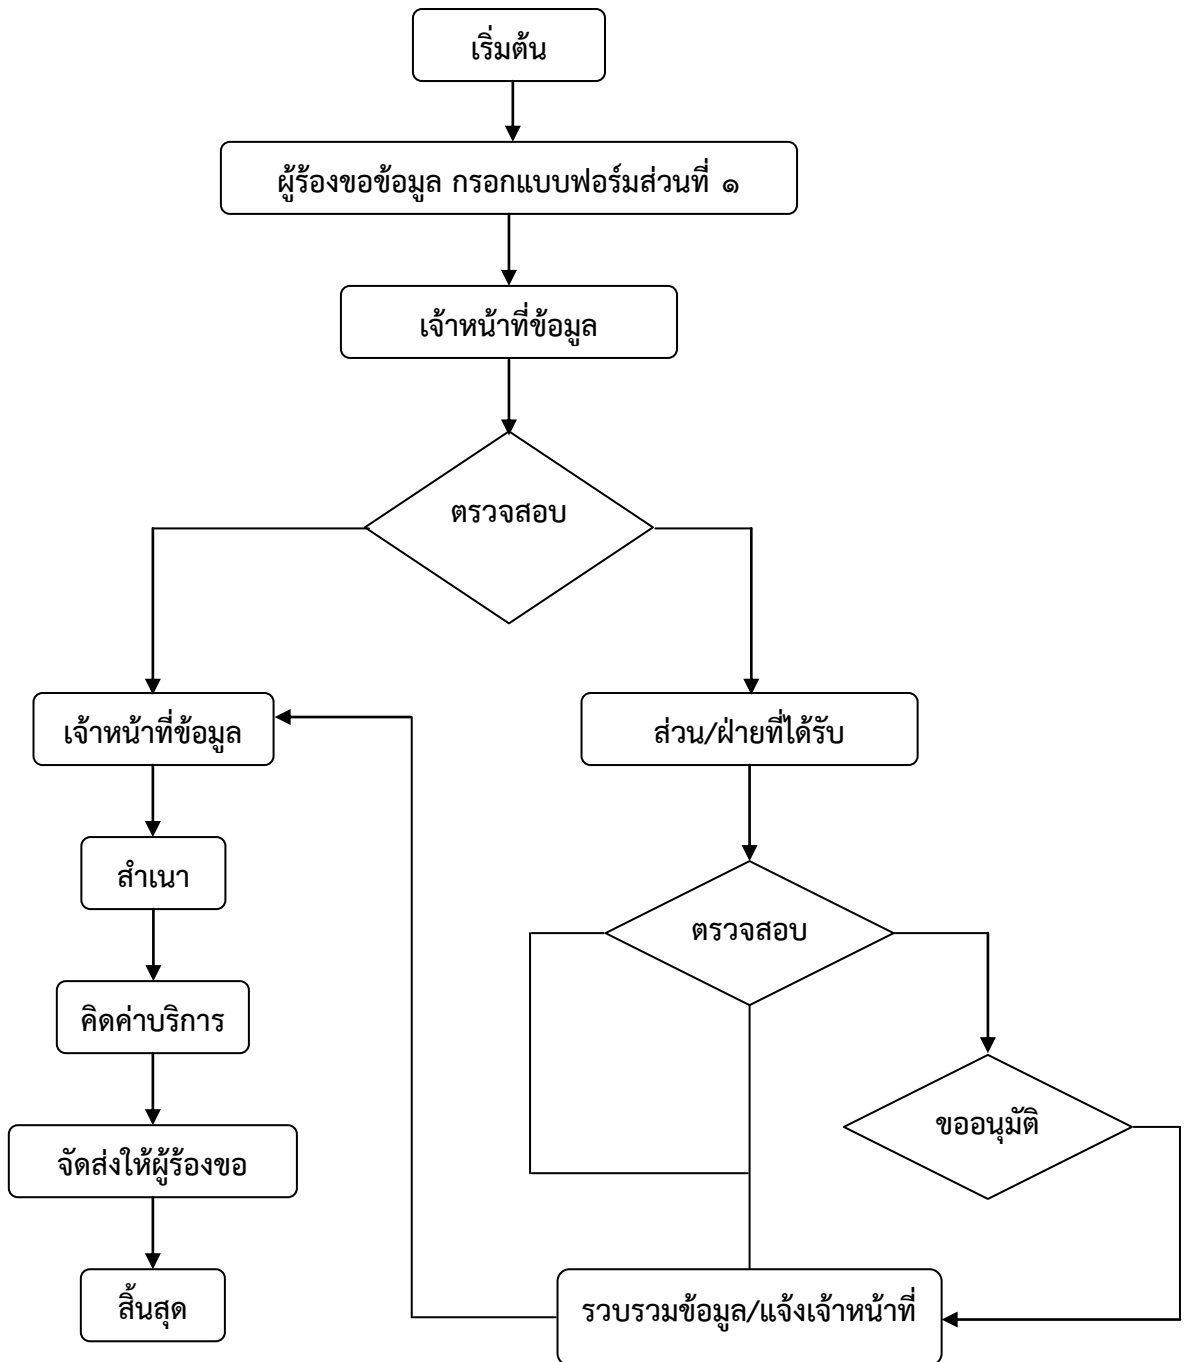 เริ่มต้น
ผู้ร้องขอข้อมูล กรอกแบบฟอร์มส่วนที่ ๑
เจ้าหน้าที่ข้อมูล
ตรวจสอบ
เจ้าหน้าที่ข้อมูล
ส่วน/ฝ่ายที่ได้รับ
สำเนา
ตรวจสอบ
คิดค่าบริการ
ขออนุมัติ
จัดส่งให้ผู้ร้องขอ
สิ้นสุด
รวบรวมข้อมูล/แจ้งเจ้าหน้าที่